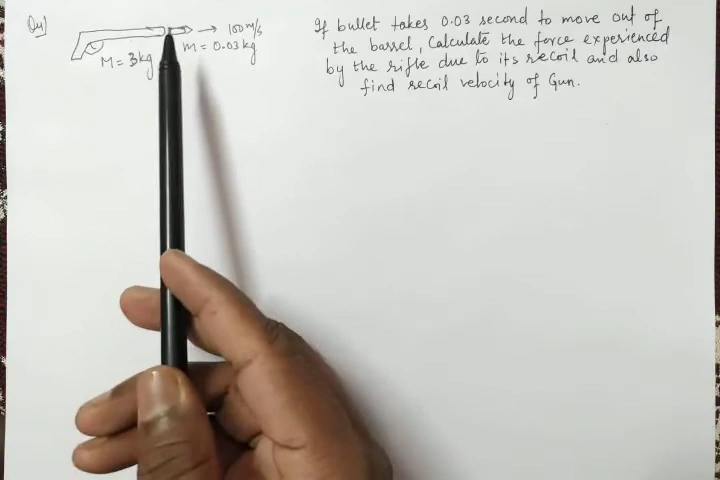 Qu)
100 m/s
m = 0.03 kg
M = 3kg
If bullet takes 0.03 second to move out of
the barrel, Calculate the force experienced
by the rifle due to its recoil and also
find recoil velocity of Gun.